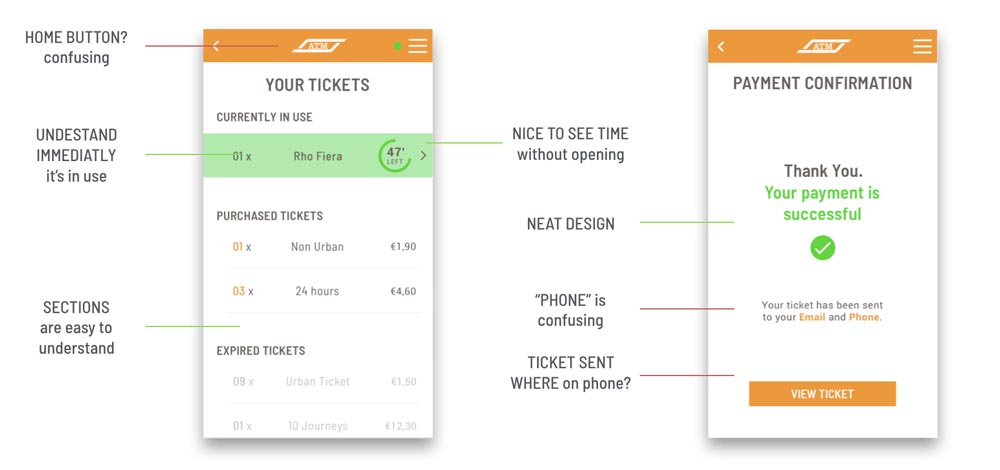 HOME BUTTON?
confusing
UNDESTAND
IMMEDIATLY
it's in use
SECTIONS
are easy to
understand
ATM
YOUR TICKETS
CURRENTLY IN USE
01 x Rho Fiera 47' LEFT
PURCHASED TICKETS
01 x Non Urban €1,90
03 x 24 hours €4,60
EXPIRED TICKETS
09 x Urban Ticket €1,50
01 x 10 Journeys €12,30
NICE TO SEE TIME
without opening
NEAT DESIGN
“PHONE” is
confusing
TICKET SENT
WHERE on phone?
ATM
PAYMENT CONFIRMATION
Thank You.
Your payment is
successful
Your ticket has been sent
to your Email and Phone.
VIEW TICKET